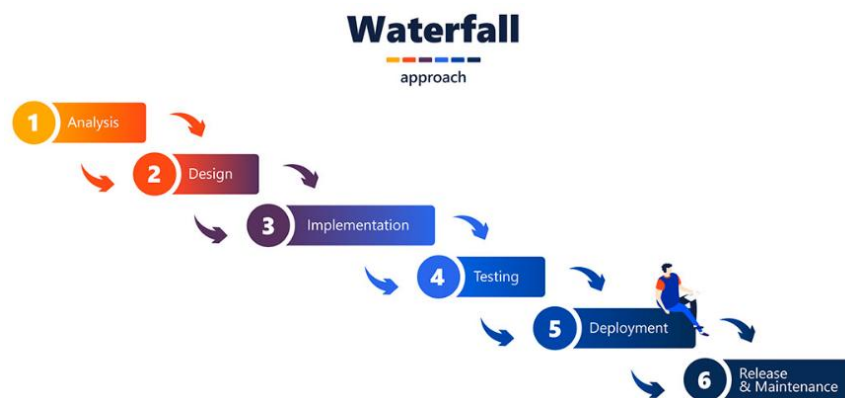 Waterfall
approach
1 Analysis
2 Design
3 Implementation
4 Testing
5 Deployment
6 Release
& Maintenance